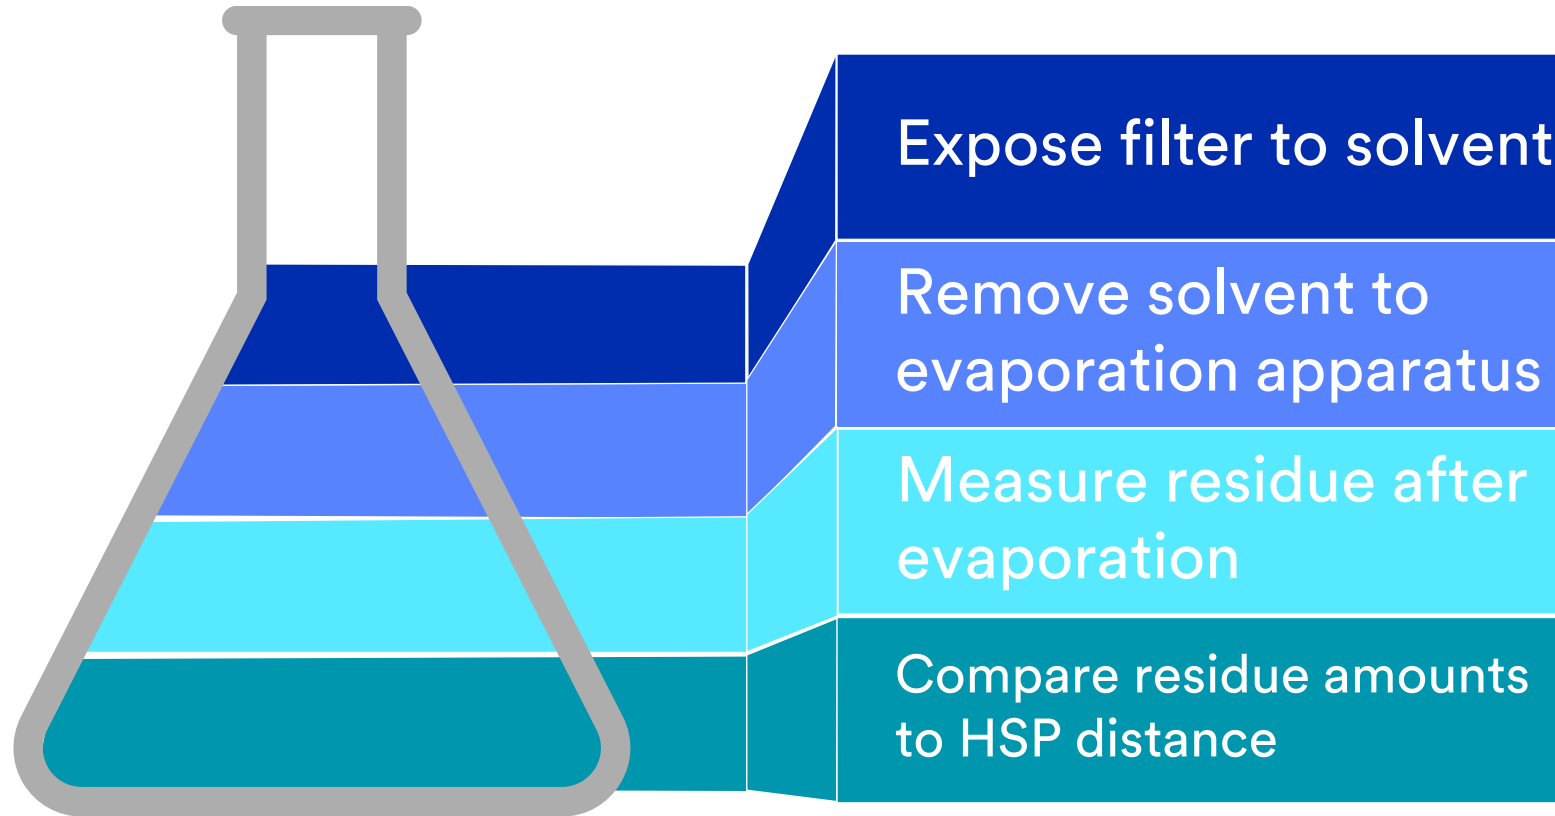 Expose filter to solvent
Remove solvent to
evaporation apparatus
Measure residue after
evaporation
Compare residue amounts
to HSP distance